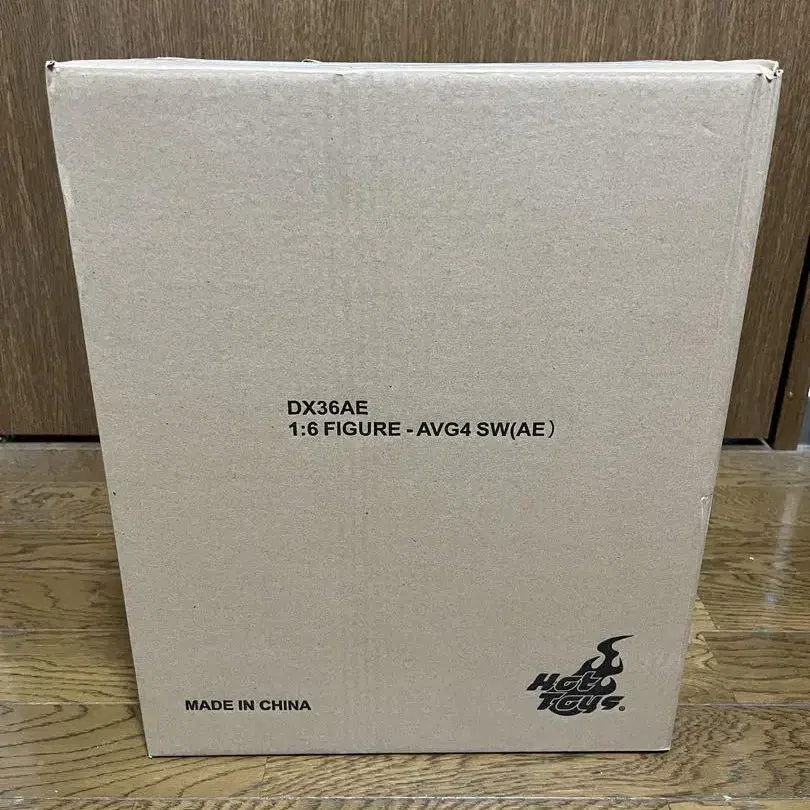 DX36AE
1:6 FIGURE - AVG4 SW(AE)
MADE IN CHINA
Hot
Toys.